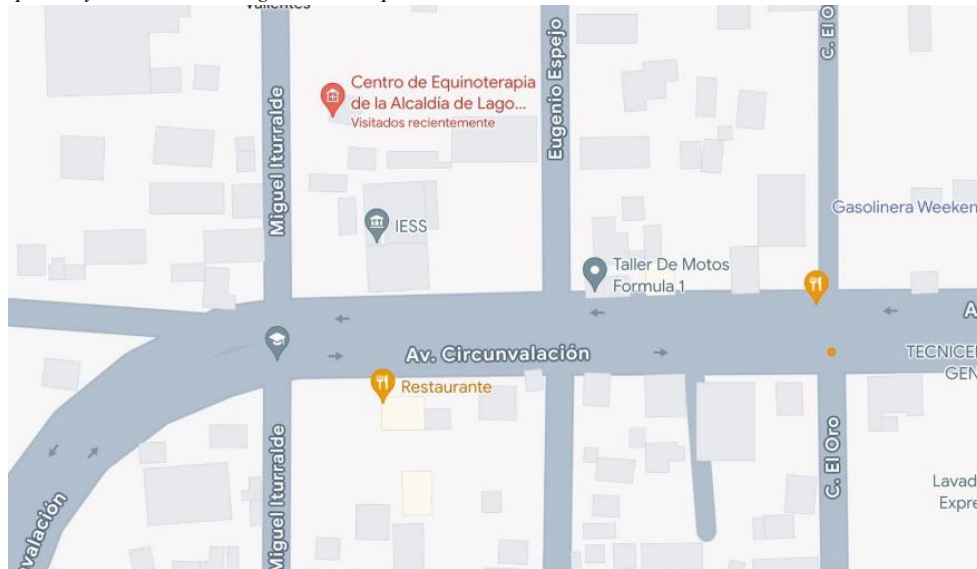 Valientes
Miguel Iturralde
Centro de Equinoterapia
de la Alcaldía de Lago...
Visitados recientemente
Eugenio Espejo
C. El O
IESS
Gasolinera Weeken
Taller De Motos
Formula 1
A
Av. Circunvalación
TECNICE
GEN
Restaurante
C. El Oro
Miguel Iturralde
valación
Lavad
Expre